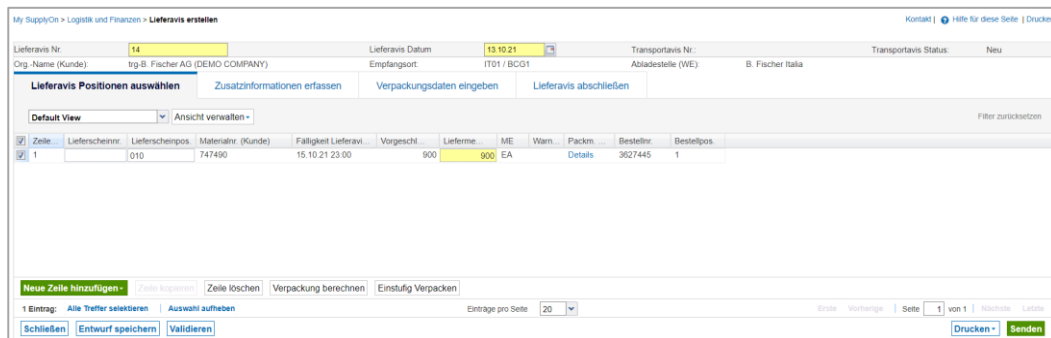 My SupplyOn > Logistik und Finanzen > Lieferavis erstellen Kontakt | Hilfe für diese Seite | Drucke
Lieferavis Nr. 14 Lieferavis Datum 13.10.21 Transportavis Nr.: Transportavis Status: Neu
Org.-Name (Kunde): trg-B. Fischer AG (DEMO COMPANY) Empfangsort: IT01 / BCG1 Abladestelle (WE): B. Fischer Italia
Lieferavis Positionen auswählen Zusatzinformationen erfassen Verpackungsdaten eingeben Lieferavis abschließen
Default View Ansicht verwalten Filter zurücksetzen
Zeile... Lieferscheinnr. Lieferscheinpos. Materialnr. (Kunde) Fälligkeit Lieferavi... Vorgeschl... Lieferme... ME Warn... Packm. ... Bestellnr. Bestellpos.
1 010 747490 15.10.21 23:00 900 900 EA Details 3627445 1
Neue Zeile hinzufügen Zeile kopieren Zeile löschen Verpackung berechnen Einstufig Verpacken
1 Eintrag: Alle Treffer selektieren | Auswahl aufheben Einträge pro Seite 20 Erste Vorherige | Seite 1 von 1 | Nächste Letzte
Schließen Entwurf speichern Validieren Drucken Senden